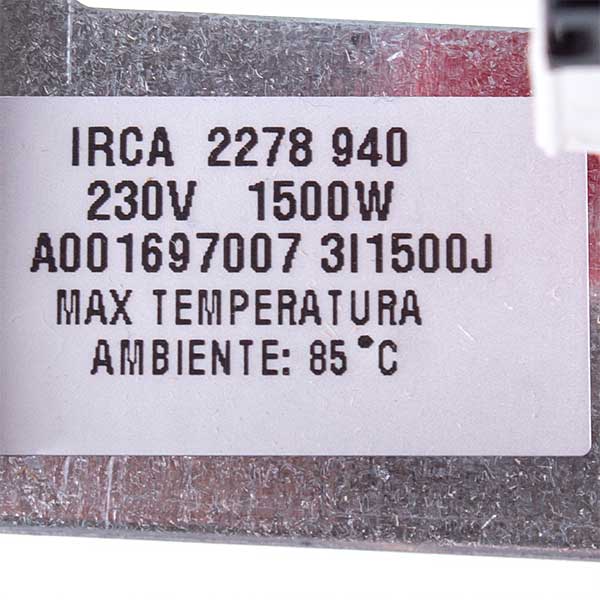 IRCA 2278 940
230V 1500W
A001697007 3I1500J
MAX TEMPERATURA
AMBIENTE: 85°C